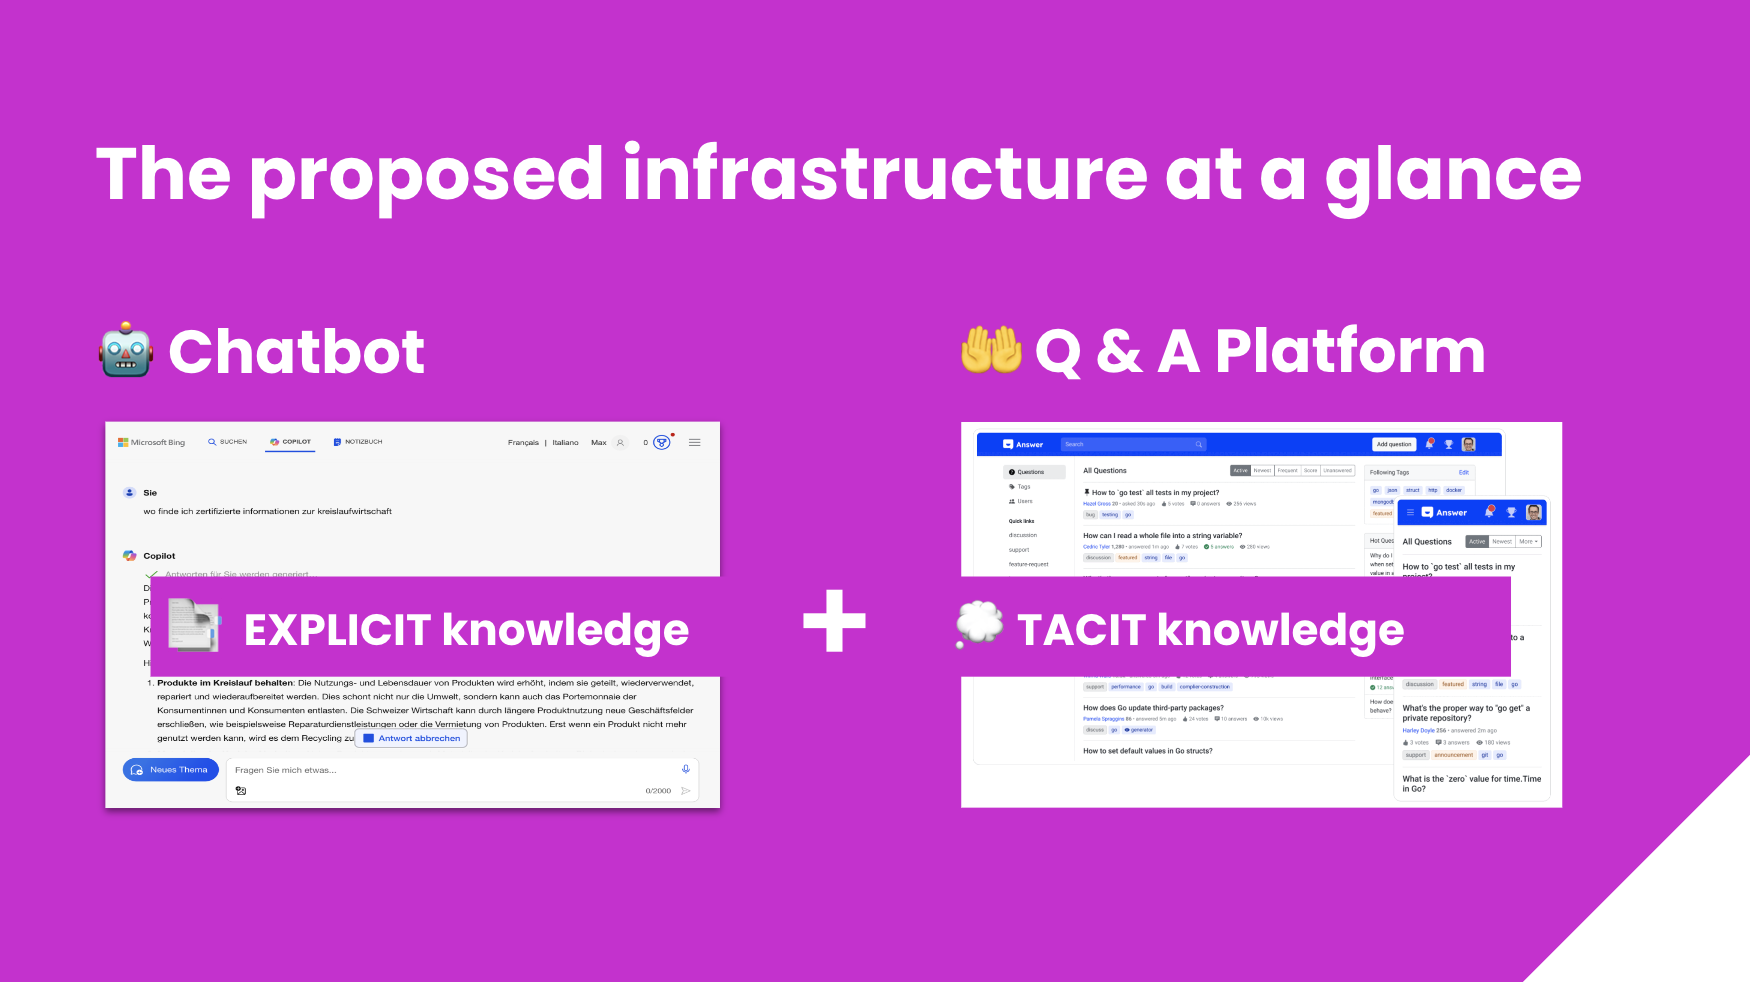 The proposed infrastructure at a glance
Chatbot
Q & A Platform
Microsoft Bing
SUCHEN
COPILOT
NOTIZBUCH
Français | Italiano
Max
0
Sie
wo finde ich zertifizierte informationen zur kreislaufwirtschaft
Copilot
Antworten für Sie werden generiert
EXPLICIT knowledge
1. Produkte im Kreislauf behalten: Die Nutzungs- und Lebensdauer von Produkten wird erhöht, indem sie geteilt, wiederverwendet,
repariert und wiederaufbereitet werden. Dies schont nicht nur die Umwelt, sondern kann auch das Portemonnaie der
Konsumentinnen und Konsumenten entlasten. Die Schweizer Wirtschaft kann durch längere Produktnutzung neue Geschäftsfelder
erschließen, wie beispielsweise Reparaturdienstleistungen oder die Vermietung von Produkten. Erst wenn ein Produkt nicht mehr
genutzt werden kann, wird es dem Recycling zu
Antwort abbrechen
Neues Thema
Fragen Sie mich etwas...
0/2000
+
Answer
Search
Add question
Questions
Tags
Users
Quick links
discussion
support
feature-request
All Questions
Active Newest Frequent Score Unanswered
How to `go test` all tests in my project?
Hazel Gross 20 • asked 30s ago 6 votes 0 answers 256 views
bug testing go
How can I read a whole file into a string variable?
Cedric Tyler 1,280 • answered 1m ago 7 votes 5 answers 280 views
discussion featured string file go
TACIT knowledge
support performance go build complier-construction
How does Go update third-party packages?
Pamela Spraggins 86 • answered 5m ago 24 votes 10 answers 10k views
discuss go generator
How to set default values in Go structs?
Following Tags
Edit
go json struct http docker
mongodb
featured
Hot Ques
Why do I
when set
value in e
interface
12 answ
How does
behave?
Answer
All Questions
Active Newest More
How to `go test` all tests in my
project?
to a
discussion featured string file go
What's the proper way to "go get" a
private repository?
Harley Doyle 256 • answered 2m ago
3 votes 3 answers 180 views
support announcement git go
What is the `zero` value for time.Time
in Go?